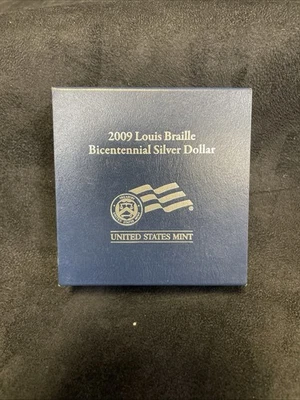 2009 Louis Braille
Bicentennial Silver Dollar
UNITED STATES MINT